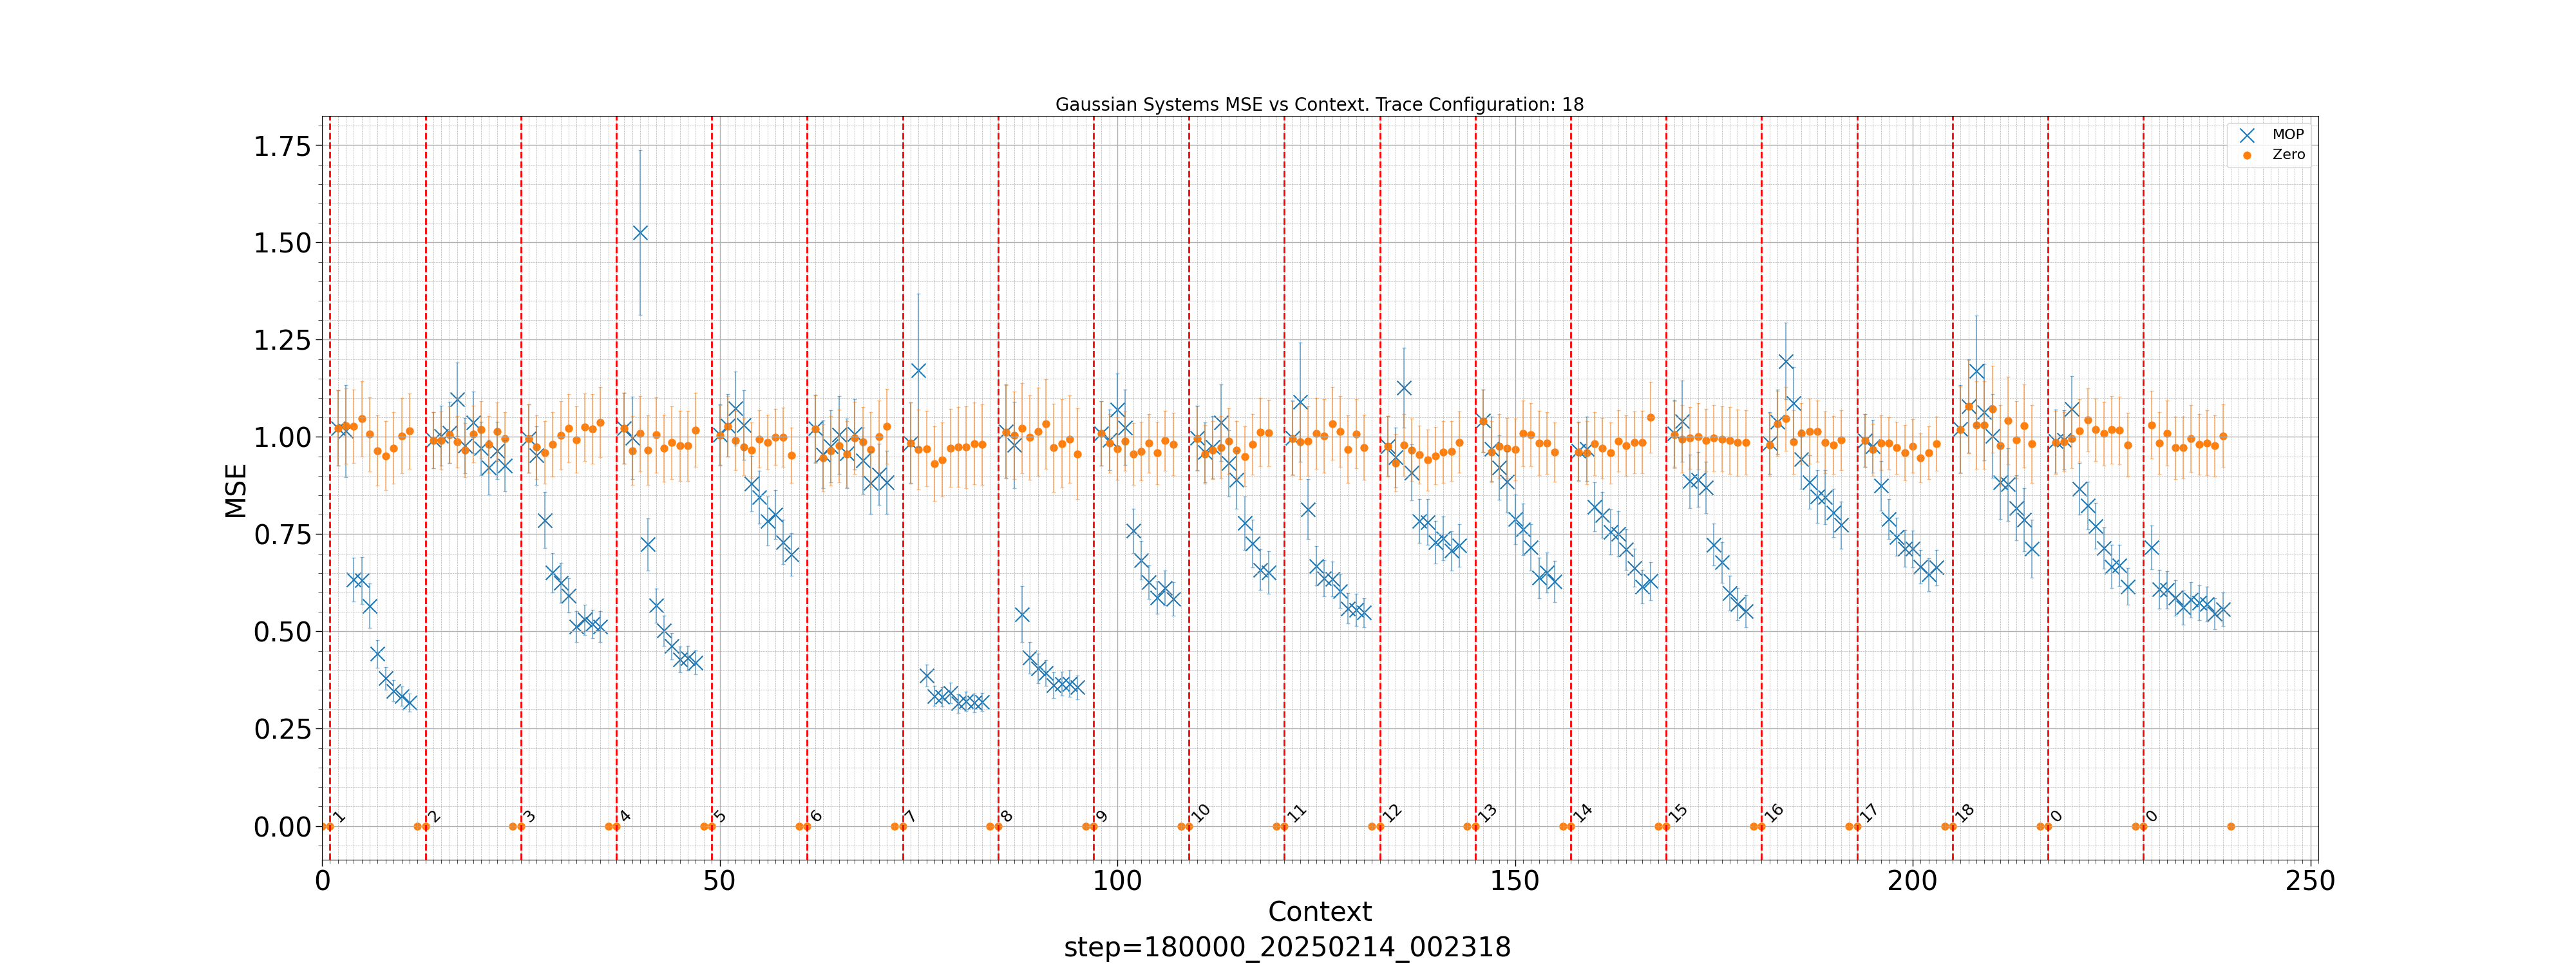 Gaussian Systems MSE vs Context. Trace Configuration: 18
MOP
Zero
1.75
1.50
1.25
1.00
0.75
0.50
0.25
0.00
MSE
1 2 3 4 5 6 7 8 9 10 11 12 13 14 15 16 17 18 0 0
0 50 100 150 200 250
Context
step=180000_20250214_002318